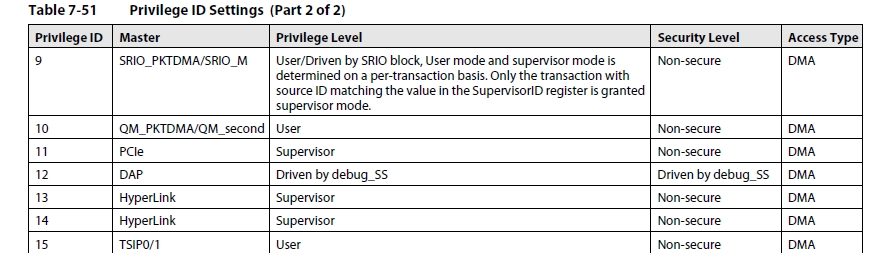 Table 7-51 Privilege ID Settings (Part 2 of 2)
Privilege ID Master Privilege Level Security Level Access Type
9 SRIO_PKTDMA/SRIO_M User/Driven by SRIO block, User mode and supervisor mode is Non-secure DMA
determined on a per-transaction basis. Only the transaction with
source ID matching the value in the SupervisorID register is granted
supervisor mode.
10 QM_PKTDMA/QM_second User Non-secure DMA
11 PCIe Supervisor Non-secure DMA
12 DAP Driven by debug_SS Driven by debug_SS DMA
13 HyperLink Supervisor Non-secure DMA
14 HyperLink Supervisor Non-secure DMA
15 TSIP0/1 User Non-secure DMA